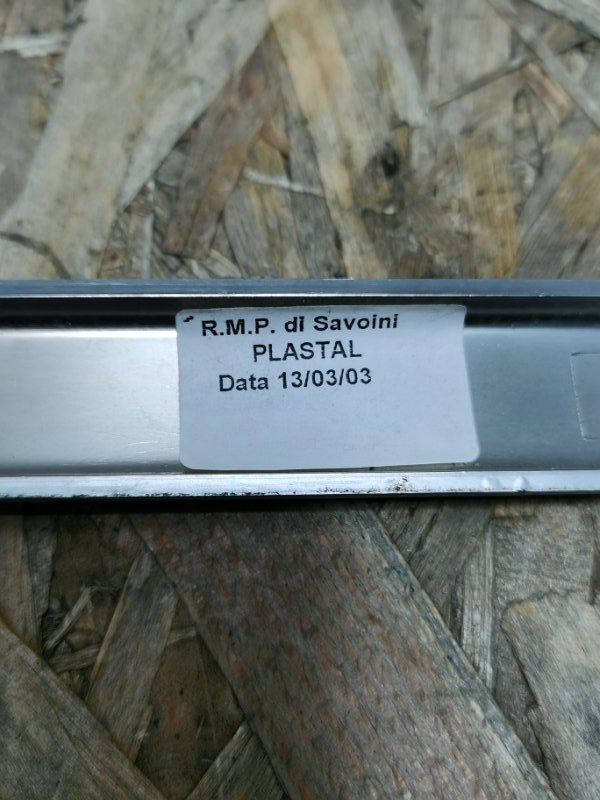 R.M.P. di Savoini
PLASTAL
Data 13/03/03